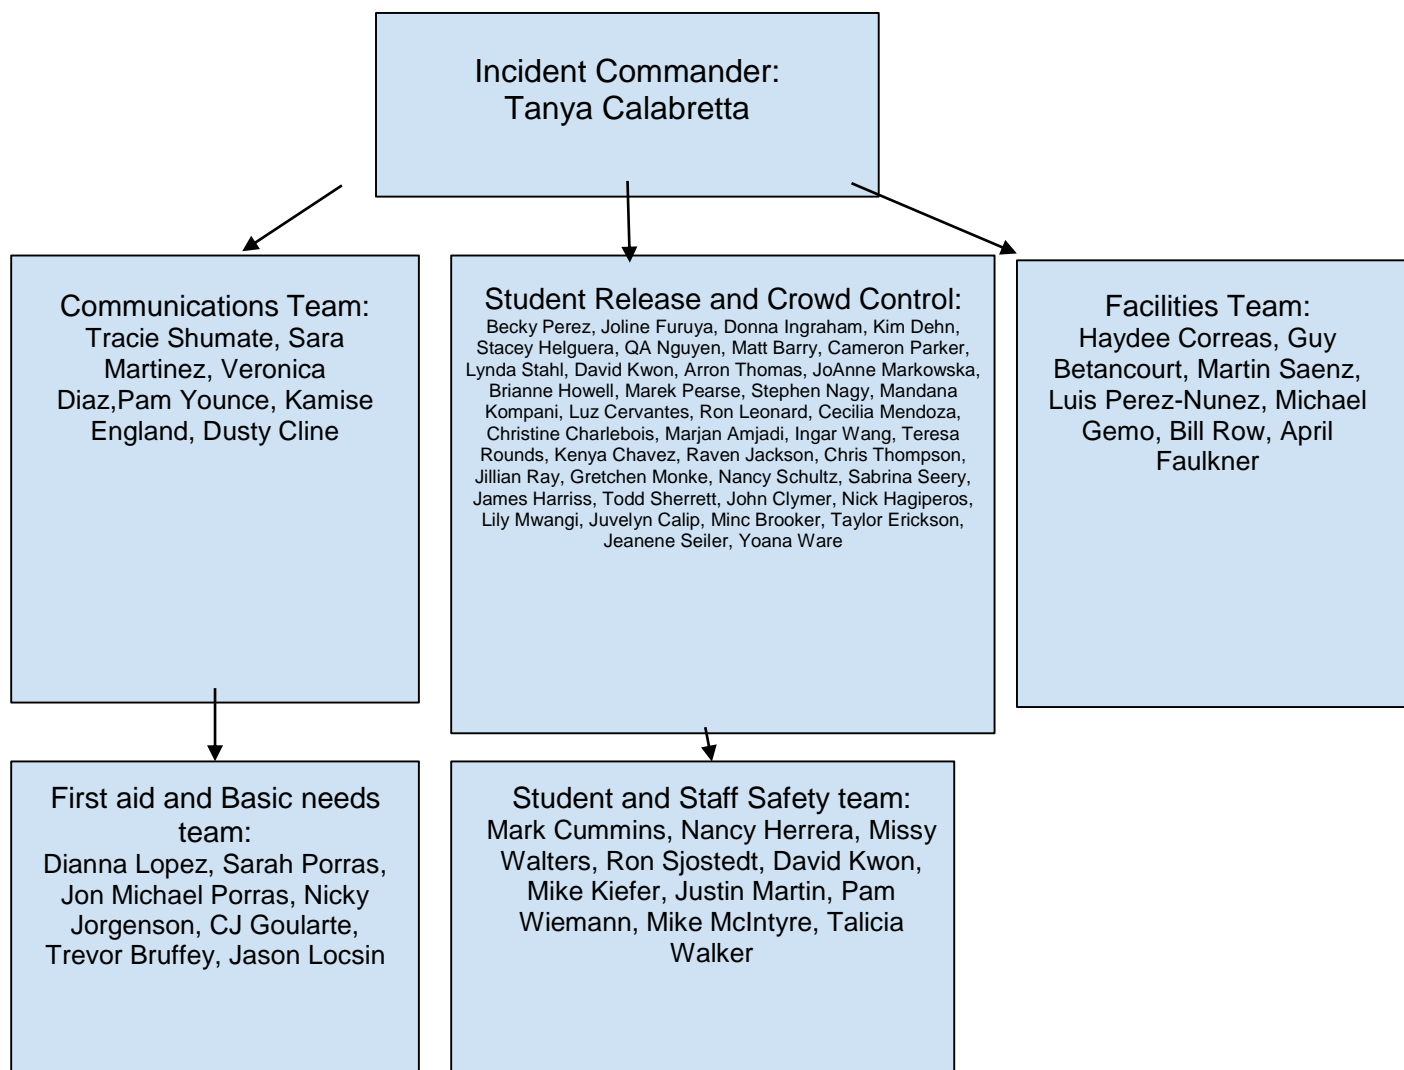 Incident Commander:
Tanya Calabretta
Communications Team:
Tracie Shumate, Sara
Martinez, Veronica
Diaz,Pam Younce, Kamise
England, Dusty Cline
Student Release and Crowd Control:
Becky Perez, Joline Furuya, Donna Ingraham, Kim Dehn,
Stacey Helguera, QA Nguyen, Matt Barry, Cameron Parker,
Lynda Stahl, David Kwon, Arron Thomas, JoAnne Markowska,
Brianne Howell, Marek Pearse, Stephen Nagy, Mandana
Kompani, Luz Cervantes, Ron Leonard, Cecilia Mendoza,
Christine Charlebois, Marjan Amjadi, Ingar Wang, Teresa
Rounds, Kenya Chavez, Raven Jackson, Chris Thompson,
Jillian Ray, Gretchen Monke, Nancy Schultz, Sabrina Seery,
James Harriss, Todd Sherrett, John Clymer, Nick Hagiperos,
Lily Mwangi, Juvelyn Calip, Minc Brooker, Taylor Erickson,
Jeanene Seiler, Yoana Ware
Facilities Team:
Haydee Correas, Guy
Betancourt, Martin Saenz,
Luis Perez-Nunez, Michael
Gemo, Bill Row, April
Faulkner
First aid and Basic needs
team:
Dianna Lopez, Sarah Porras,
Jon Michael Porras, Nicky
Jorgenson, CJ Goularte,
Trevor Bruffey, Jason Locsin
Student and Staff Safety team:
Mark Cummins, Nancy Herrera, Missy
Walters, Ron Sjostedt, David Kwon,
Mike Kiefer, Justin Martin, Pam
Wiemann, Mike McIntyre, Talicia
Walker